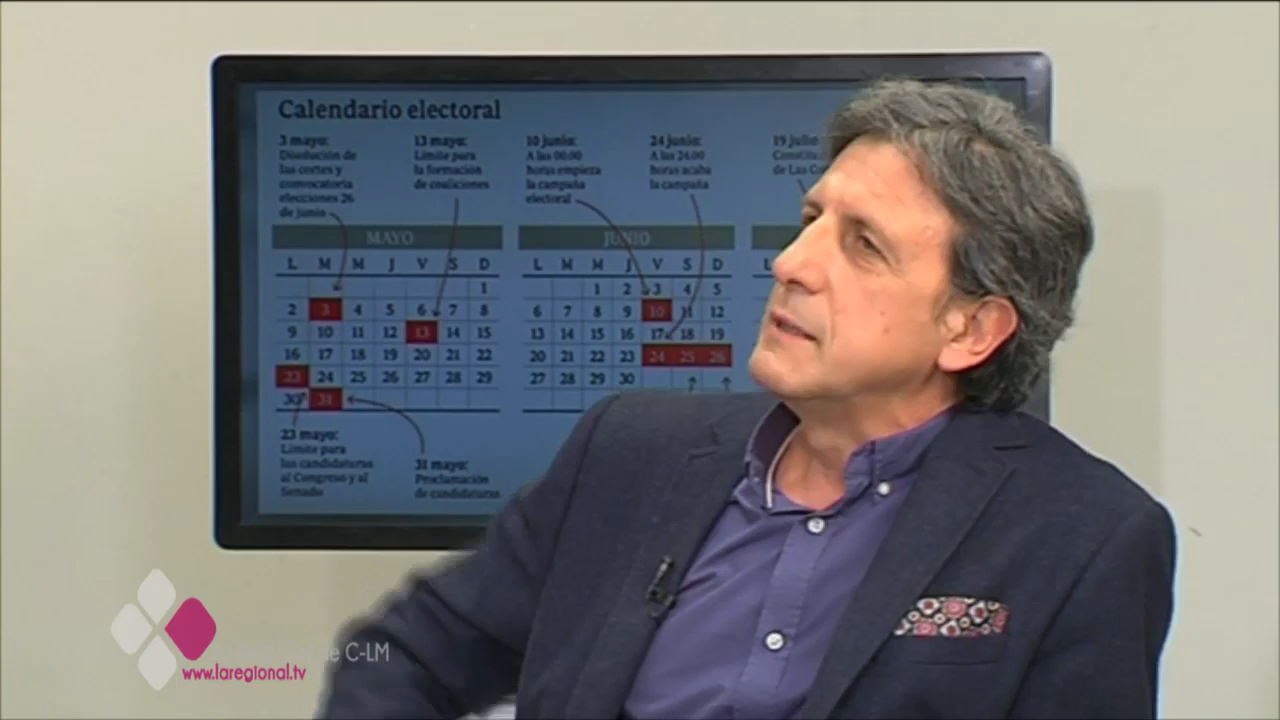 Calendario electoral
3 mayo:
Disolución de
las cortes y
convocatoria
elecciones 26
de junio
13 mayo:
Límite para
la formación
de coaliciones
10 junio:
A las 00.00
horas empieza
la campaña
electoral
24 junio:
A las 24.00
horas acaba
la campaña
19 julio
De Las
MAYO
L M M J V S D
1
2 3 4 5 6 7 8
9 10 11 12 13 14 15
16 17 18 19 20 21 22
23 24 25 26 27 28 29
30 31
JUNIO
L M M J V S D
1 2 3 4 5
6 7 8 9 10 11 12
13 14 15 16 17 18 19
20 21 22 23 24 25 26
27 28 29 30
L
23 mayo:
Límite para
las candidaturas
al Congreso y al
Senado
31 mayo:
Proclamación
de candidaturas
de C-LM
www.laregional.tv